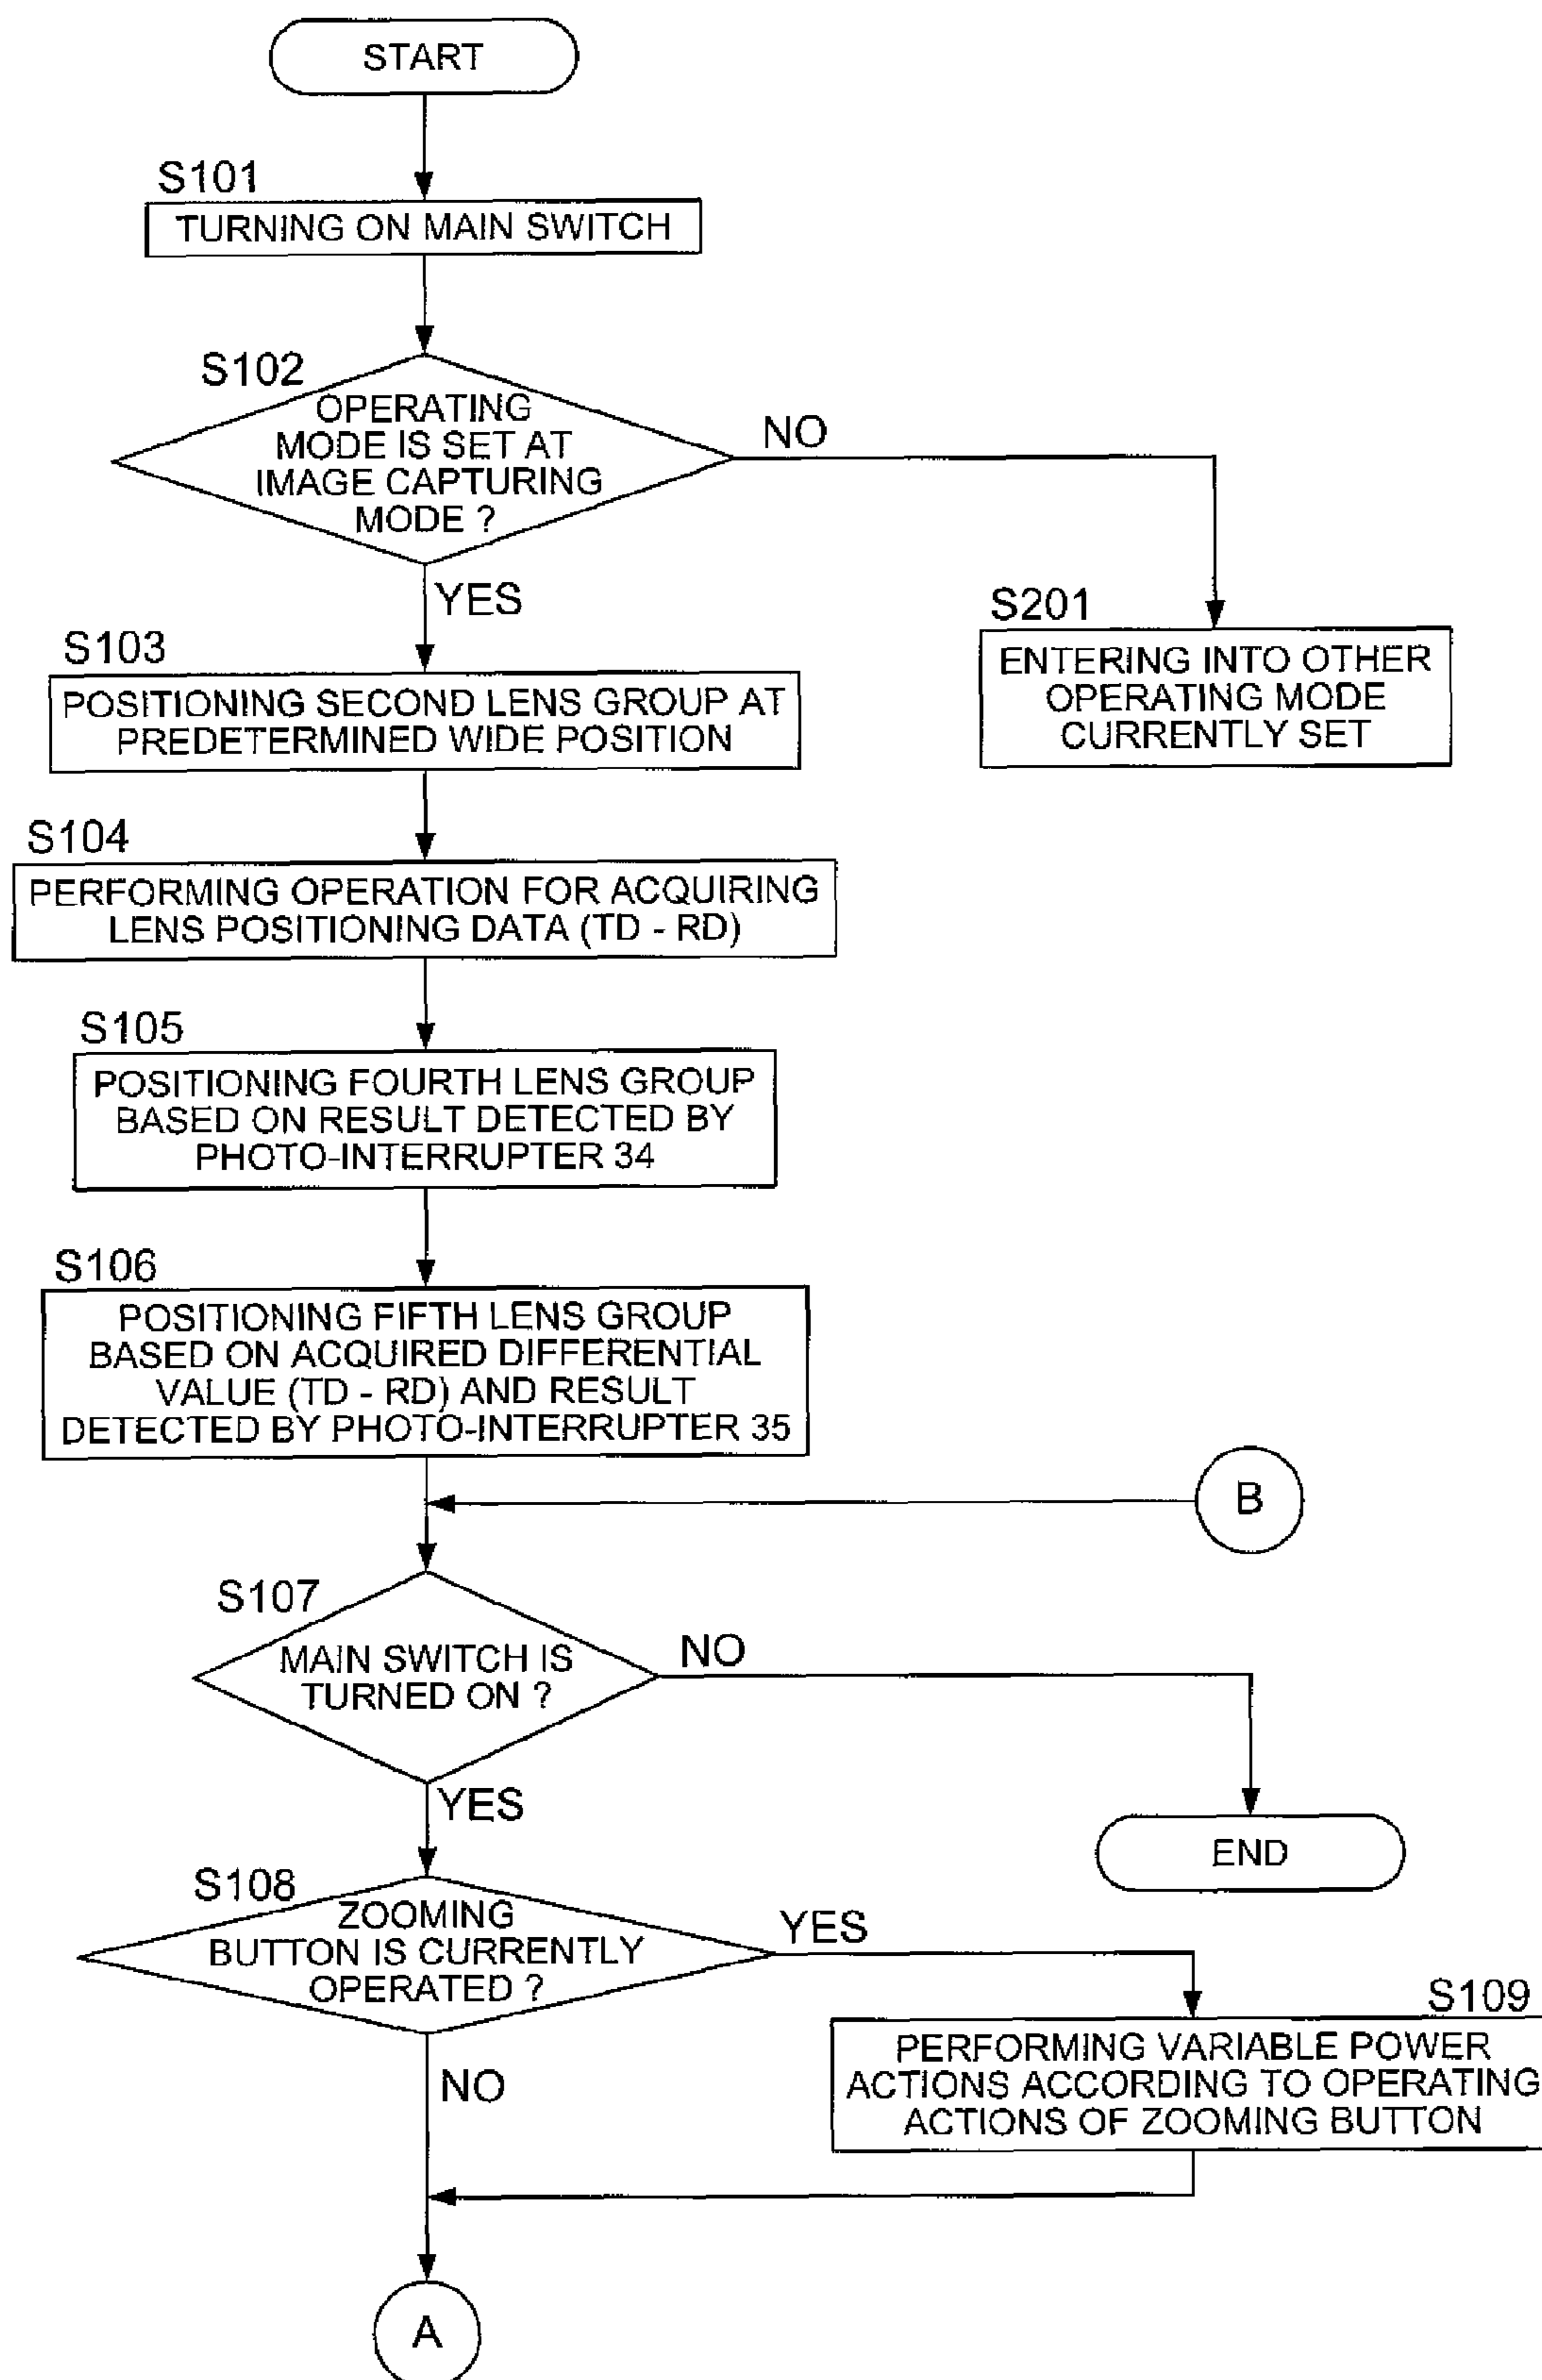 START
S101
TURNING ON MAIN SWITCH
S102
OPERATING
MODE IS SET AT
IMAGE CAPTURING
MODE ?
NO
YES
S201
ENTERING INTO OTHER
OPERATING MODE
CURRENTLY SET
S103
POSITIONING SECOND LENS GROUP AT
PREDETERMINED WIDE POSITION
S104
PERFORMING OPERATION FOR ACQUIRING
LENS POSITIONING DATA (TD - RD)
S105
POSITIONING FOURTH LENS GROUP
BASED ON RESULT DETECTED BY
PHOTO-INTERRUPTER 34
S106
POSITIONING FIFTH LENS GROUP
BASED ON ACQUIRED DIFFERENTIAL
VALUE (TD - RD) AND RESULT
DETECTED BY PHOTO-INTERRUPTER 35
B
S107
MAIN SWITCH IS
TURNED ON ?
NO
YES
END
S108
ZOOMING
BUTTON IS CURRENTLY
OPERATED ?
YES
NO
S109
PERFORMING VARIABLE POWER
ACTIONS ACCORDING TO OPERATING
ACTIONS OF ZOOMING BUTTON
A